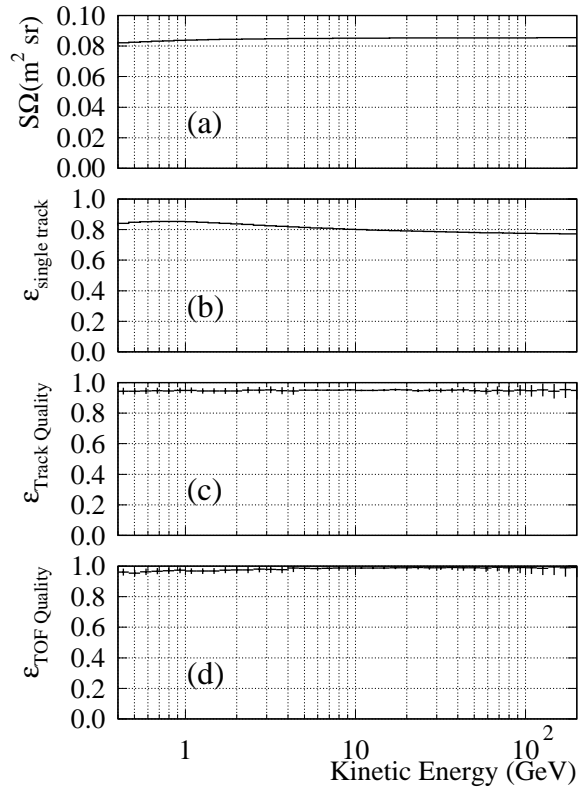 SΩ(m² sr)
0.10
0.08
0.06
0.04
0.02
0.00
(a)
ε single track
1.0
0.8
0.6
0.4
0.2
0.0
(b)
ε Track Quality
1.0
0.8
0.6
0.4
0.2
0.0
(c)
ε TOF Quality
1.0
0.8
0.6
0.4
0.2
0.0
(d)
1 10 10²
Kinetic Energy (GeV)